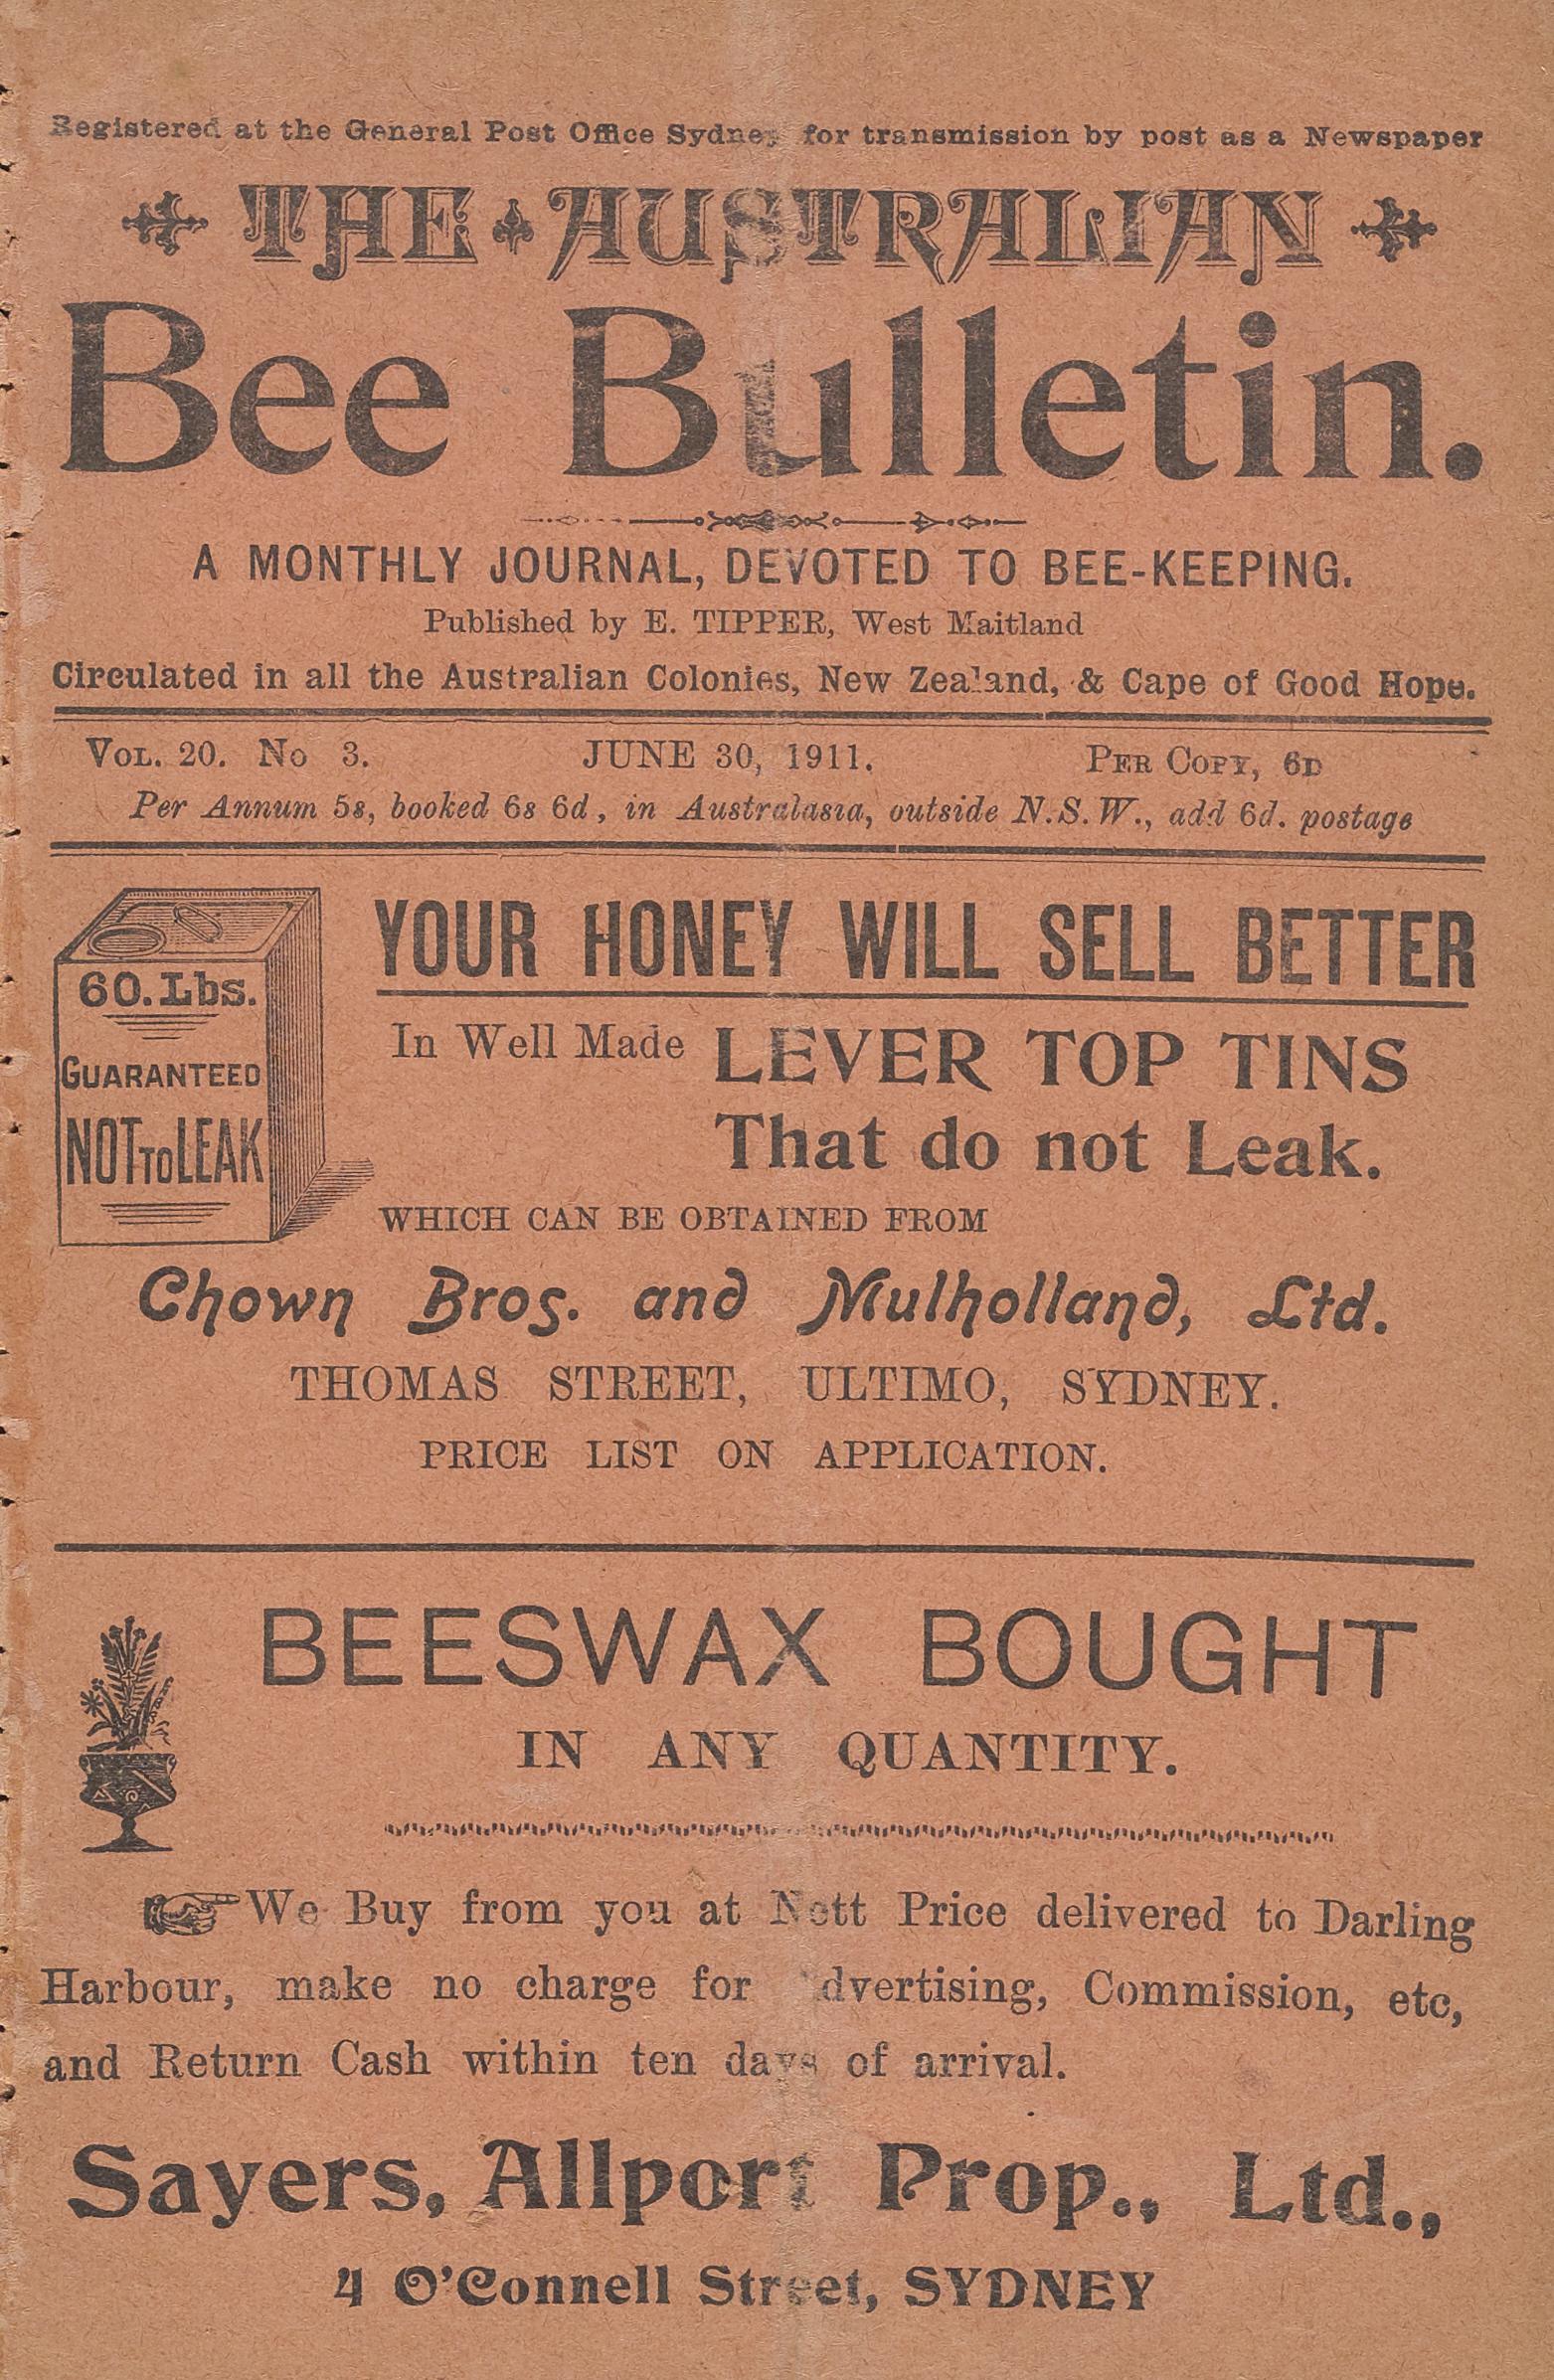 Registered at the General Post Office Sydney for transmission by post as a Newspaper
THE AUSTRALIAN
Bee Bulletin.
A MONTHLY JOURNAL, DEVOTED TO BEE-KEEPING.
Published by E. TIPPER, West Maitland
Circulated in all the Australian Colonies, New Zealand, & Cape of Good Hope.
VOL. 20. No 3. JUNE 30, 1911. PER COPY, 6D
Per Annum 5s, booked 6s 6d, in Australasia, outside N.S.W., add 6d. postage
60. Lbs.
GUARANTEED
NOT TO LEAK
YOUR HONEY WILL SELL BETTER
In Well Made LEVER TOP TINS
That do not Leak.
WHICH CAN BE OBTAINED FROM
Chown Bros. and Mulholland, Ltd.
THOMAS STREET, ULTIMO, SYDNEY.
PRICE LIST ON APPLICATION.
BEESWAX BOUGHT
IN ANY QUANTITY.
We Buy from you at Nett Price delivered to Darling
Harbour, make no charge for advertising, Commission, etc,
and Return Cash within ten days of arrival.
Sayers, Allport Prop., Ltd.,
4 O'Connell Street, SYDNEY